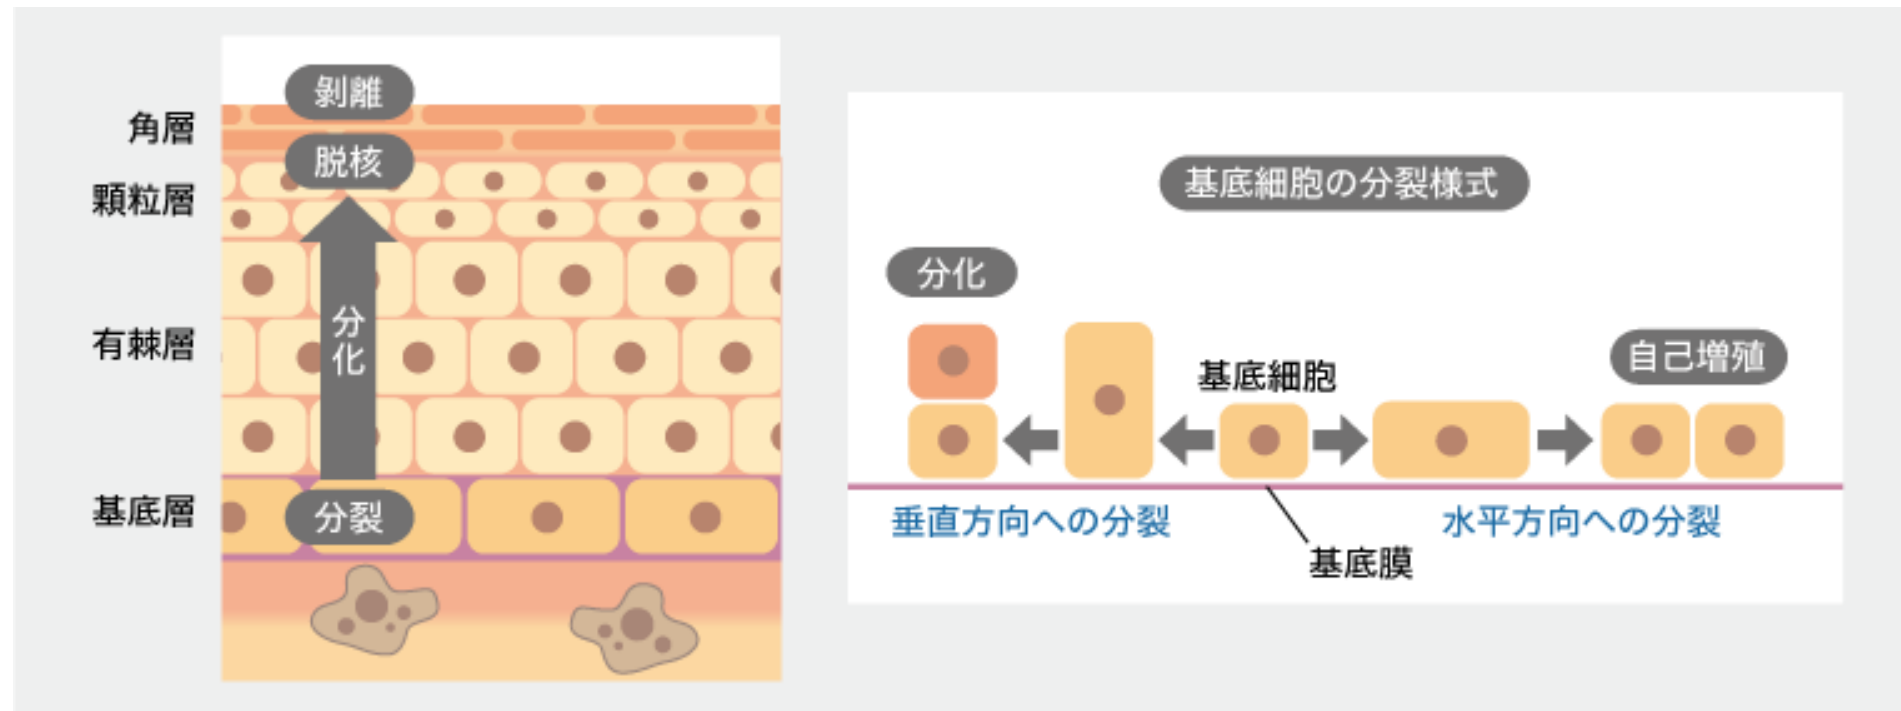 剝離
角層
脱核
顆粒層
有棘層
分化
基底層
分裂
基底細胞の分裂様式
分化
基底細胞
自己増殖
垂直方向への分裂
水平方向への分裂
基底膜